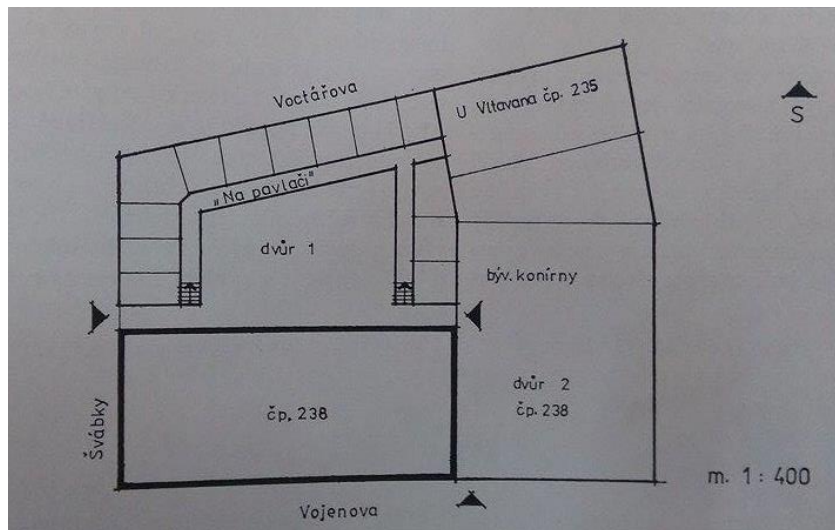 Voctářova
U Vltavana čp. 235
S
„Na pavlači"
dvůr 1
býv. konírny
Švábky
čp. 238
dvůr 2
čp. 238
m. 1 : 400
Vojenova